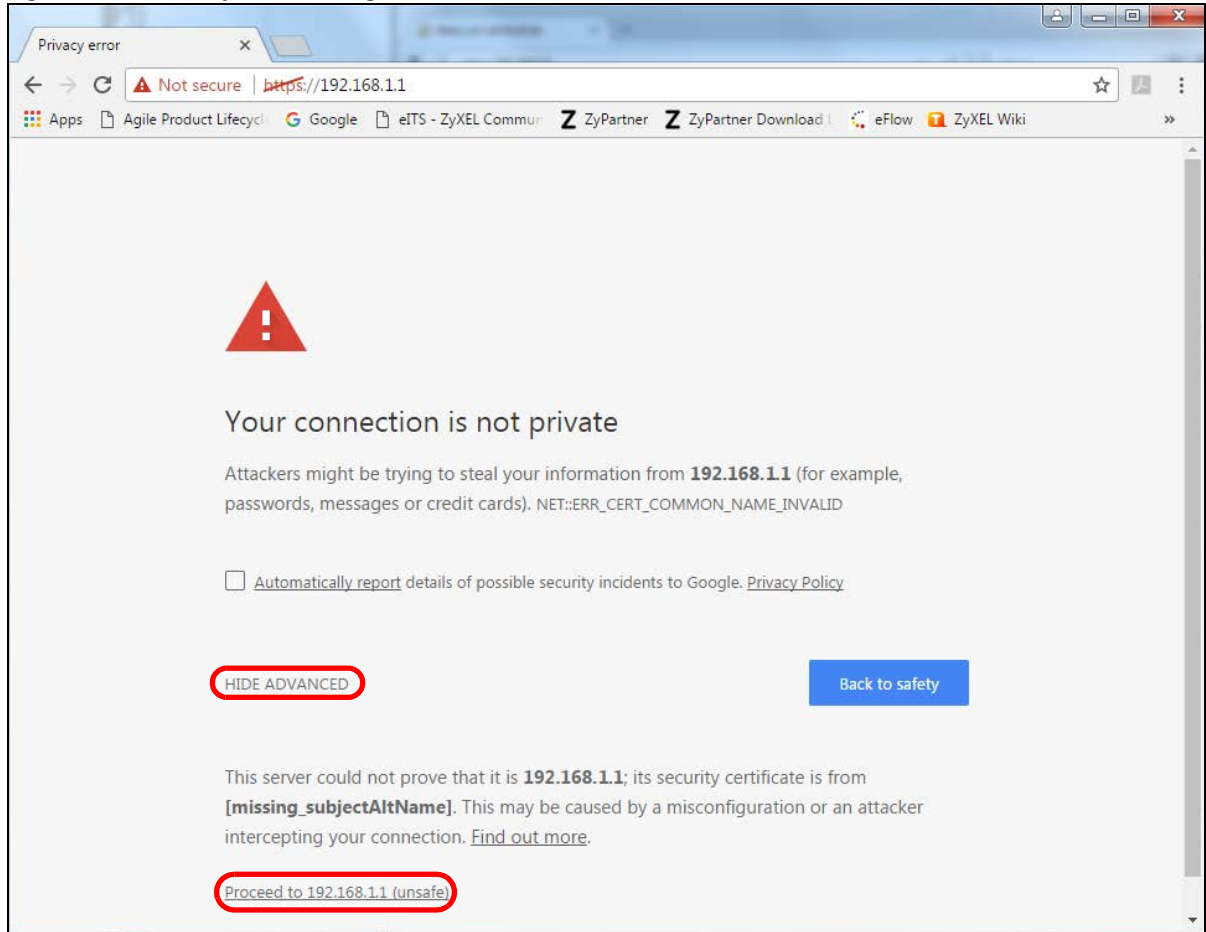 Privacy error
Not secure | https://192.168.1.1
Apps Agile Product Lifecycl Google eITS - ZyXEL Commun ZyPartner ZyPartner Download eFlow ZyXEL Wiki »
Your connection is not private
Attackers might be trying to steal your information from 192.168.1.1 (for example,
passwords, messages or credit cards). NET::ERR_CERT_COMMON_NAME_INVALID
Automatically report details of possible security incidents to Google. Privacy Policy
HIDE ADVANCED
Back to safety
This server could not prove that it is 192.168.1.1; its security certificate is from
[missing_subjectAltName]. This may be caused by a misconfiguration or an attacker
intercepting your connection. Find out more.
Proceed to 192.168.1.1 (unsafe)